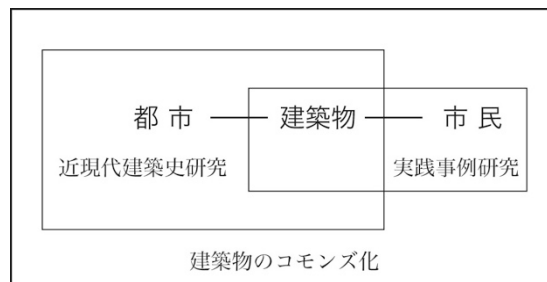 都市 建築物 市民
近現代建築史研究 実践事例研究
建築物のコモンズ化